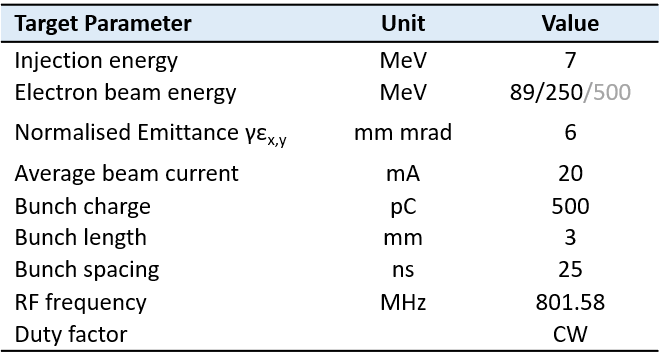 Target Parameter Unit Value
Injection energy MeV 7
Electron beam energy MeV 89/250/500
Normalised Emittance γεx,y mm mrad 6
Average beam current mA 20
Bunch charge pC 500
Bunch length mm 3
Bunch spacing ns 25
RF frequency MHz 801.58
Duty factor CW